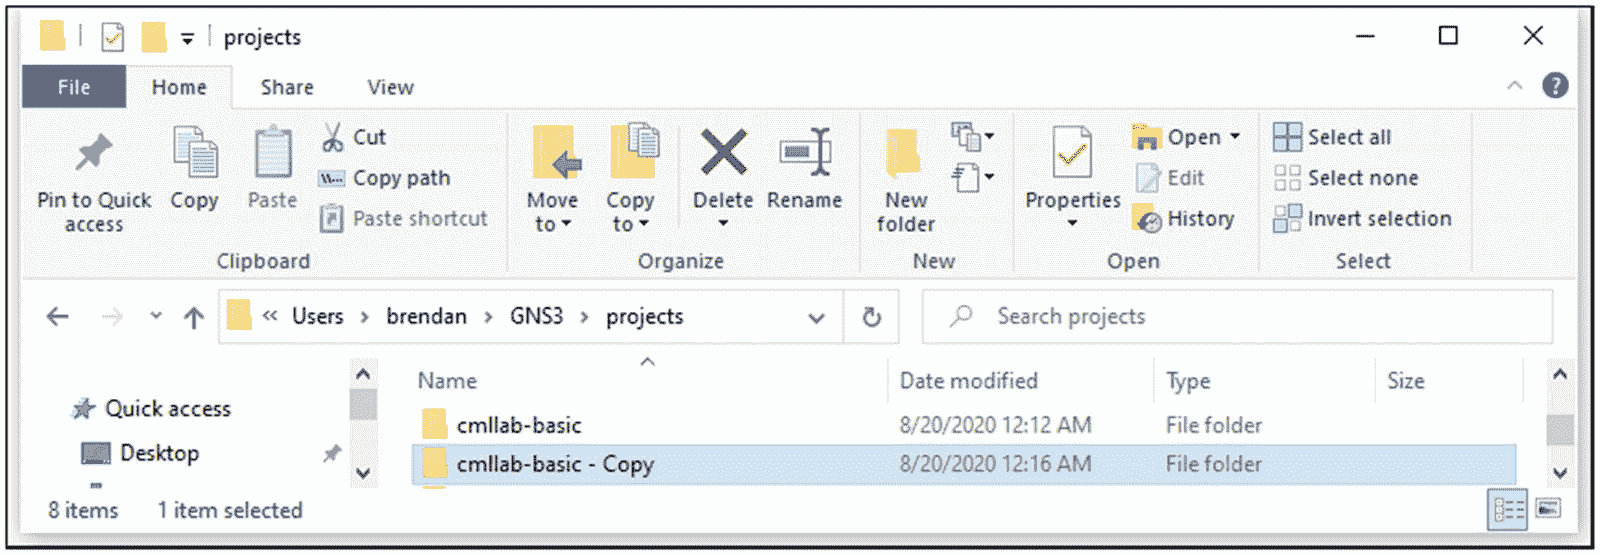 projects
File Home Share View
Cut
Copy path
Paste shortcut
Pin to Quick access
Copy
Paste
Clipboard
Move to
Copy to
Delete
Rename
Organize
New folder
New
Properties
Open
Edit
History
Open
Select all
Select none
Invert selection
Select
« Users > brendan > GNS3 > projects
Search projects
Name Date modified Type Size
Quick access
Desktop
cmllab-basic 8/20/2020 12:12 AM File folder
cmllab-basic - Copy 8/20/2020 12:16 AM File folder
8 items 1 item selected